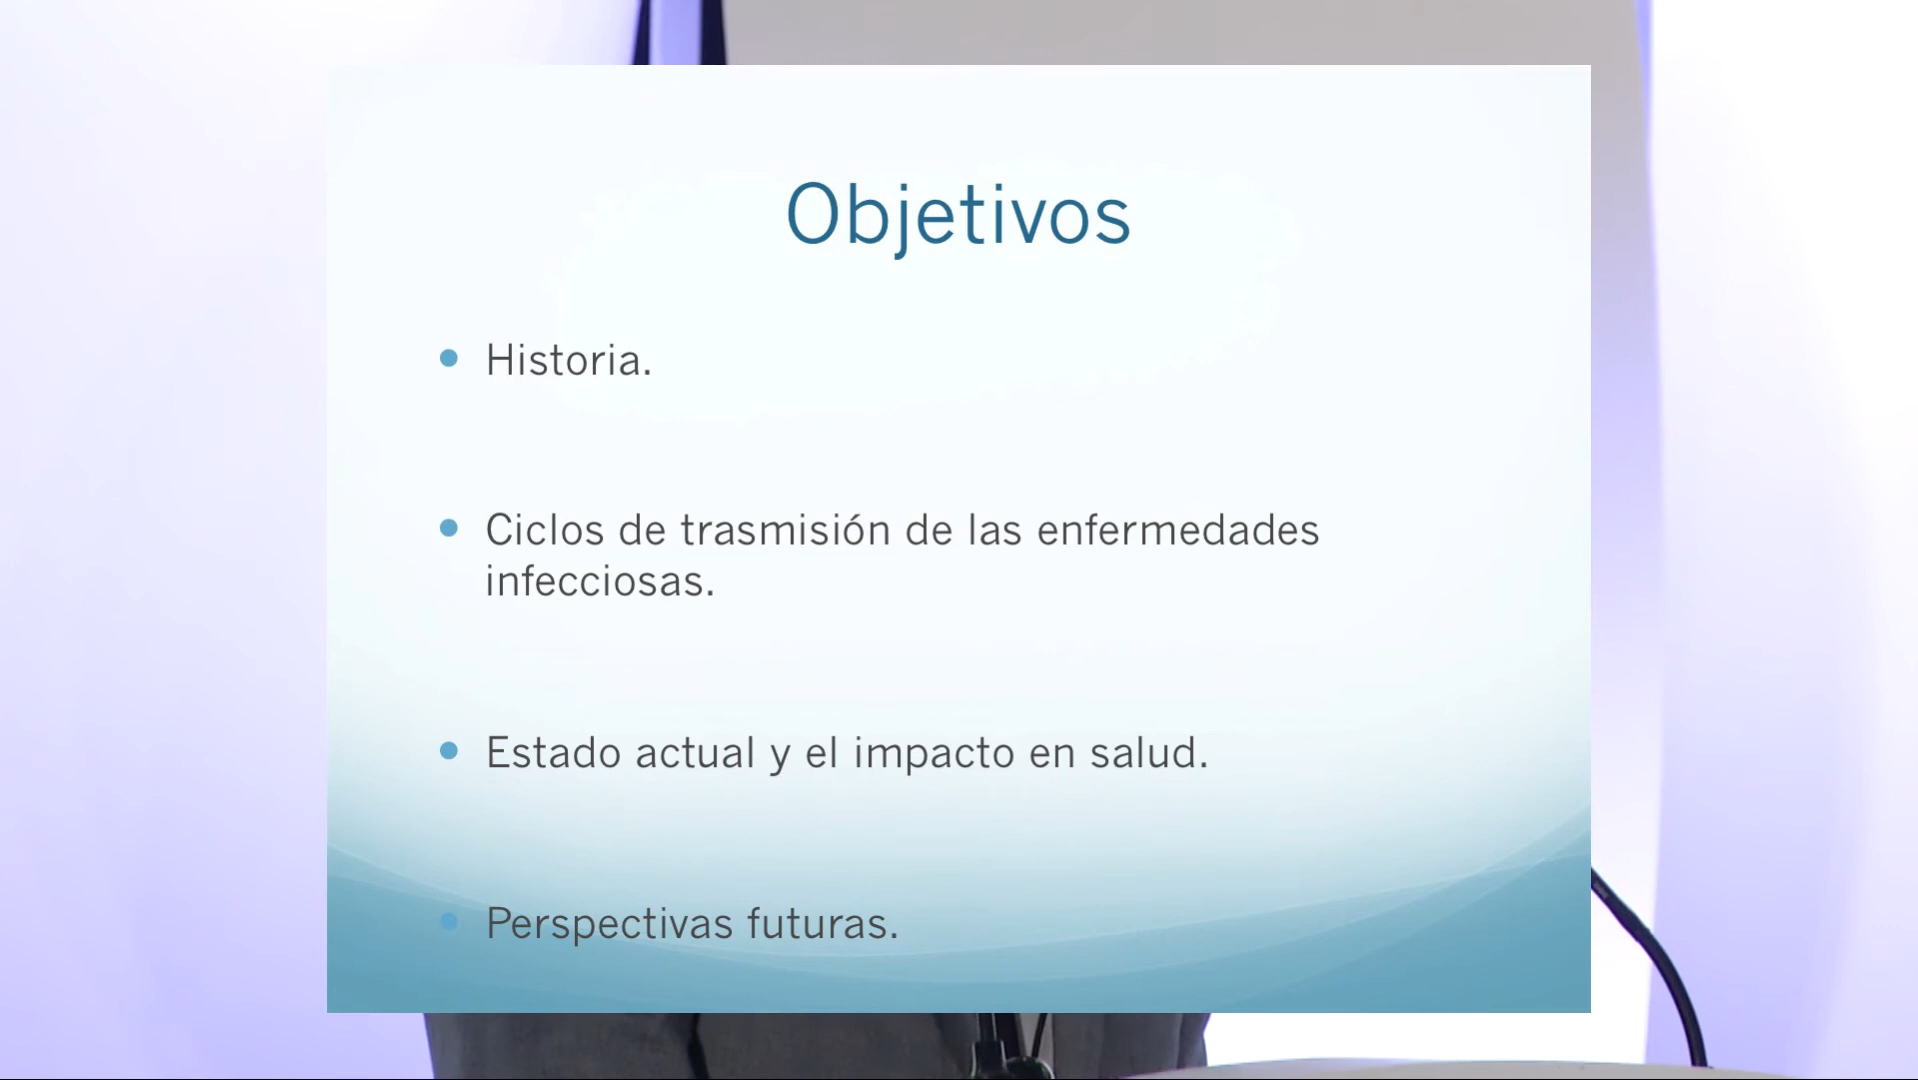 Objetivos
Historia.
Ciclos de trasmisión de las enfermedades
infecciosas.
Estado actual y el impacto en salud.
Perspectivas futuras.